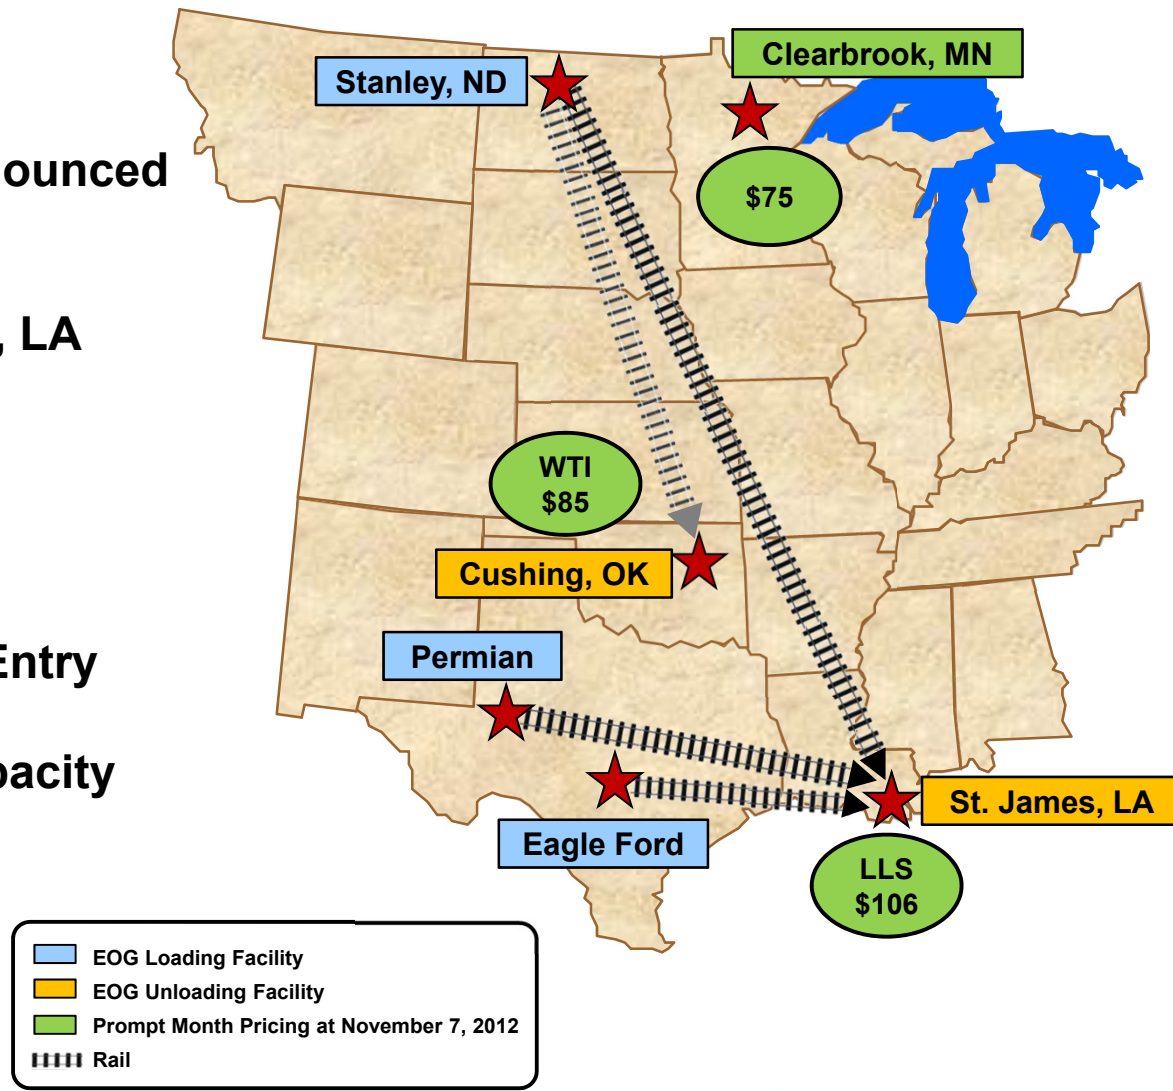 Clearbrook, MN
Stanley, ND
ounced
$75
, LA
WTI
$85
Cushing, OK
Entry
Permian
pacity
St. James, LA
Eagle Ford
LLS
$106
EOG Loading Facility
EOG Unloading Facility
Prompt Month Pricing at November 7, 2012
Rail